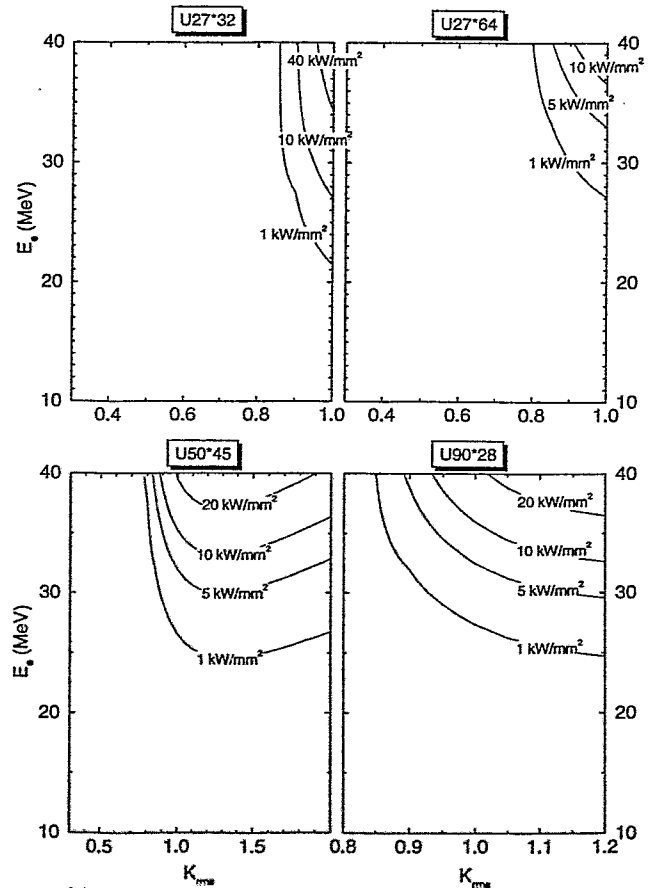 U27*32
U27*64
40
30
20
10
E_e (MeV)
40 kW/mm²
10 kW/mm²
1 kW/mm²
0.4 0.6 0.8 1.0
10 kW/mm²
5 kW/mm²
1 kW/mm²
40
30
20
10
0.4 0.6 0.8 1.0
U50*45
U90*28
40
30
20
10
E_e (MeV)
20 kW/mm²
10 kW/mm²
5 kW/mm²
1 kW/mm²
0.5 1.0 1.5
K_rms
20 kW/mm²
10 kW/mm²
5 kW/mm²
1 kW/mm²
40
30
20
10
0.8 0.9 1.0 1.1 1.2
K_rms